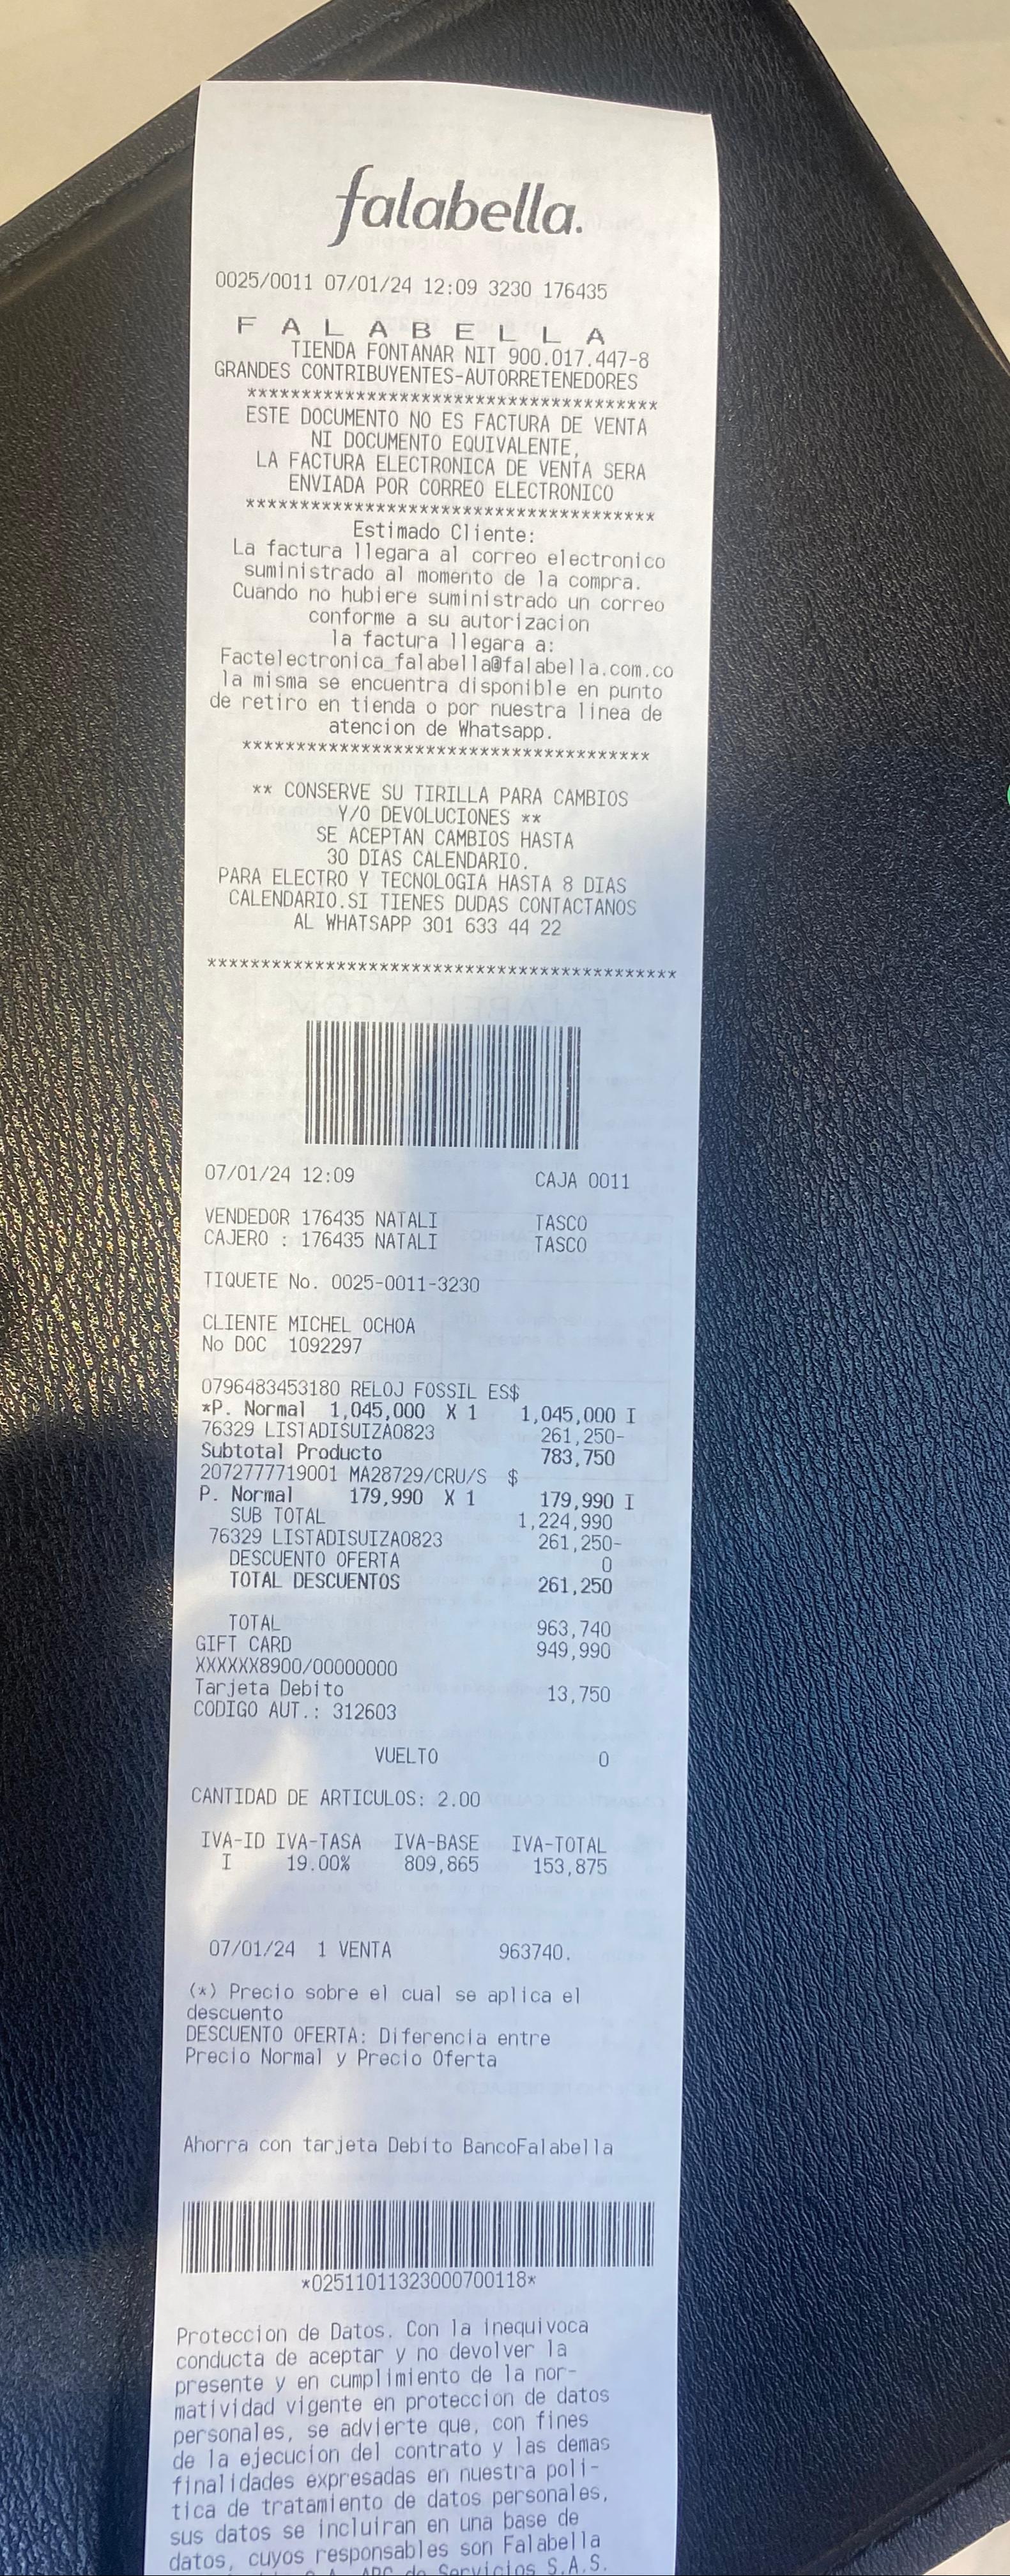 falabella.
0025/0011 07/01/24 12:09 3230 176435
F A L A B E L L A
TIENDA FONTANAR NIT 900.017.447-8
GRANDES CONTRIBUYENTES-AUTORRETENEDORES
**************************************
ESTE DOCUMENTO NO ES FACTURA DE VENTA
NI DOCUMENTO EQUIVALENTE,
LA FACTURA ELECTRONICA DE VENTA SERA
ENVIADA POR CORREO ELECTRONICO
**************************************
Estimado Cliente:
La factura llegara al correo electronico
suministrado al momento de la compra.
Cuando no hubiere suministrado un correo
conforme a su autorizacion
la factura llegara a:
Factelectronica_falabella@falabella.com.co
la misma se encuentra disponible en punto
de retiro en tienda o por nuestra linea de
atencion de Whatsapp.
**************************************
** CONSERVE SU TIRILLA PARA CAMBIOS
Y/O DEVOLUCIONES **
SE ACEPTAN CAMBIOS HASTA
30 DIAS CALENDARIO.
PARA ELECTRO Y TECNOLOGIA HASTA 8 DIAS
CALENDARIO.SI TIENES DUDAS CONTACTANOS
AL WHATSAPP 301 633 44 22
********************************************
07/01/24 12:09 CAJA 0011
VENDEDOR 176435 NATALI TASCO
CAJERO : 176435 NATALI TASCO
TIQUETE No. 0025-0011-3230
CLIENTE MICHEL OCHOA
No DOC 1092297
0796483453180 RELOJ FOSSIL ES$
*P. Normal 1,045,000 X 1 1,045,000 I
76329 LISTADISUIZA0823 261,250-
Subtotal Producto 783,750
2072777719001 MA28729/CRU/S $
P. Normal 179,990 X 1 179,990 I
SUB TOTAL 1,224,990
76329 LISTADISUIZA0823 261,250-
DESCUENTO OFERTA 0
TOTAL DESCUENTOS 261,250
TOTAL 963,740
GIFT CARD 949,990
XXXXXX8900/00000000
Tarjeta Debito 13,750
CODIGO AUT.: 312603
VUELTO 0
CANTIDAD DE ARTICULOS: 2.00
IVA-ID IVA-TASA IVA-BASE IVA-TOTAL
I 19.00% 809,865 153,875
07/01/24 1 VENTA 963740.
(*) Precio sobre el cual se aplica el
descuento
DESCUENTO OFERTA: Diferencia entre
Precio Normal y Precio Oferta
Ahorra con tarjeta Debito BancoFalabella
*02511011323000700118*
Proteccion de Datos. Con la inequivoca
conducta de aceptar y no devolver la
presente y en cumplimiento de la nor-
matividad vigente en proteccion de datos
personales, se advierte que, con fines
de la ejecucion del contrato y las demas
finalidades expresadas en nuestra poli-
tica de tratamiento de datos personales,
sus datos se incluiran en una base de
datos, cuyos responsables son Falabella
de Servicios S.A.S.